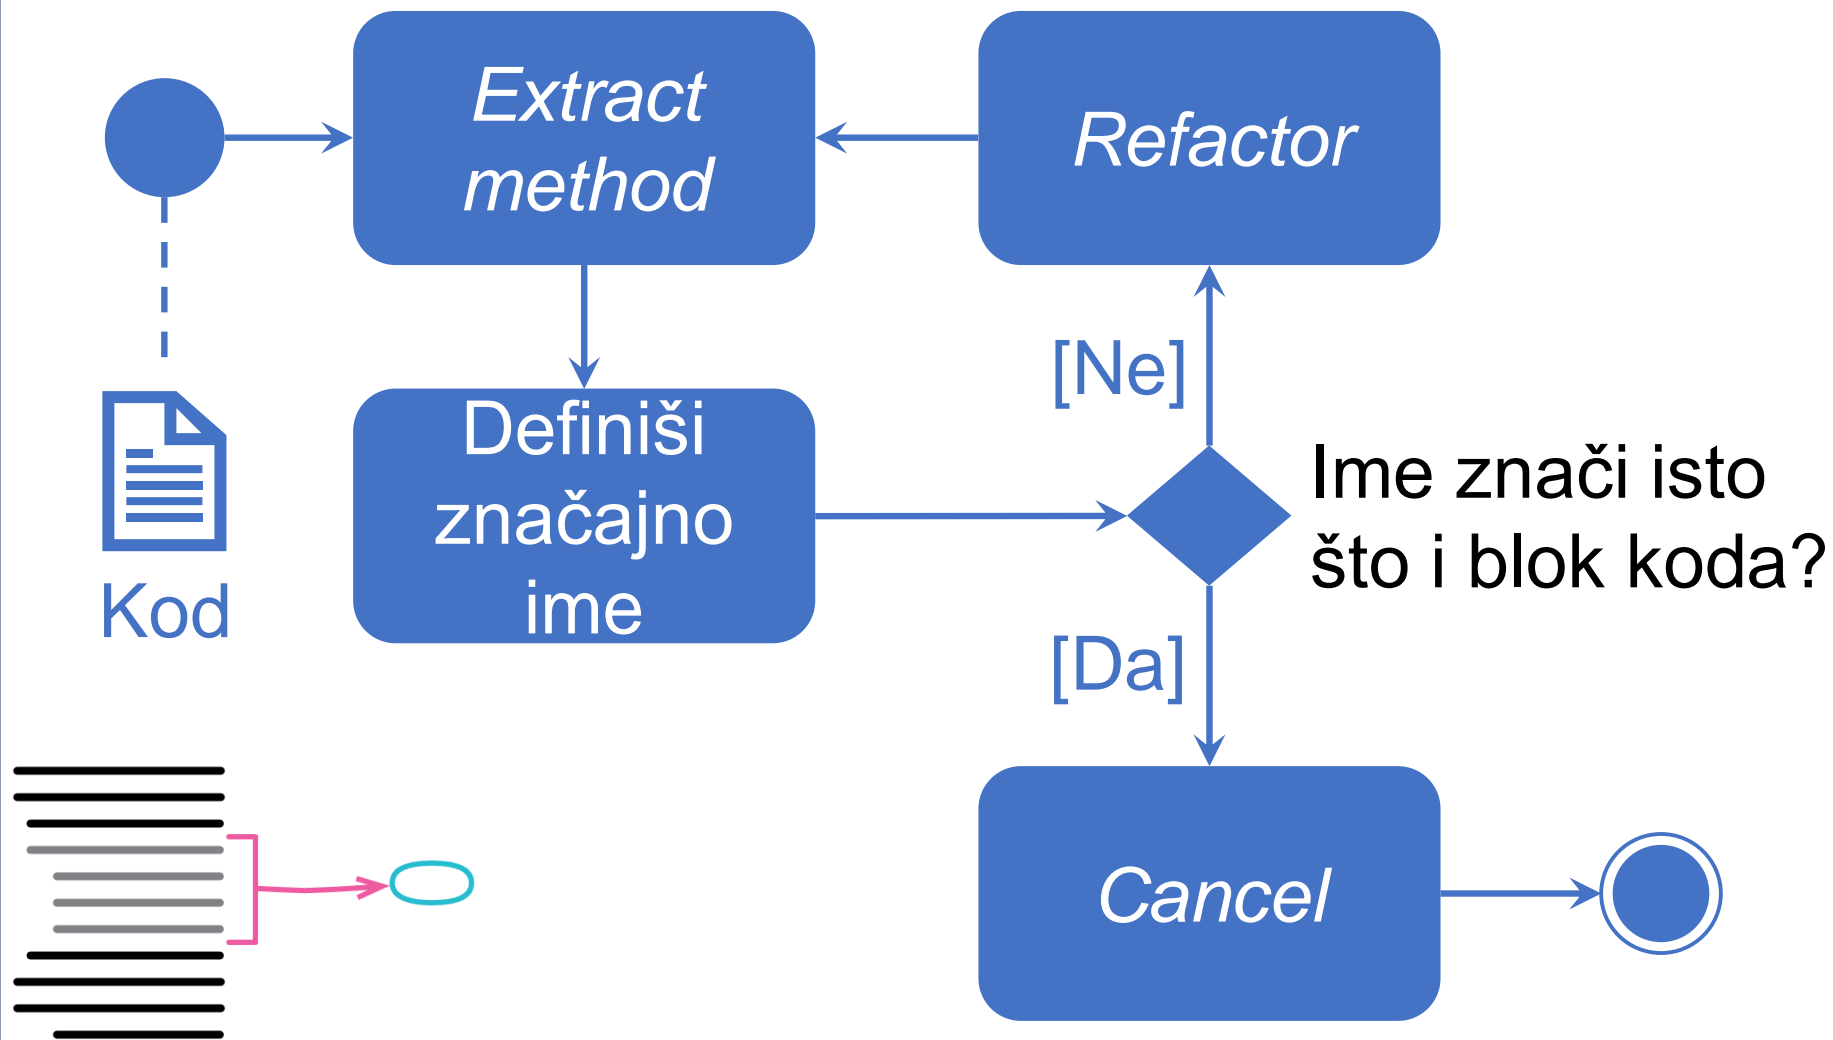 Extract
method
Refactor
[Ne]
Definiši
značajno
ime
Ime znači isto
što i blok koda?
Kod
[Da]
Cancel